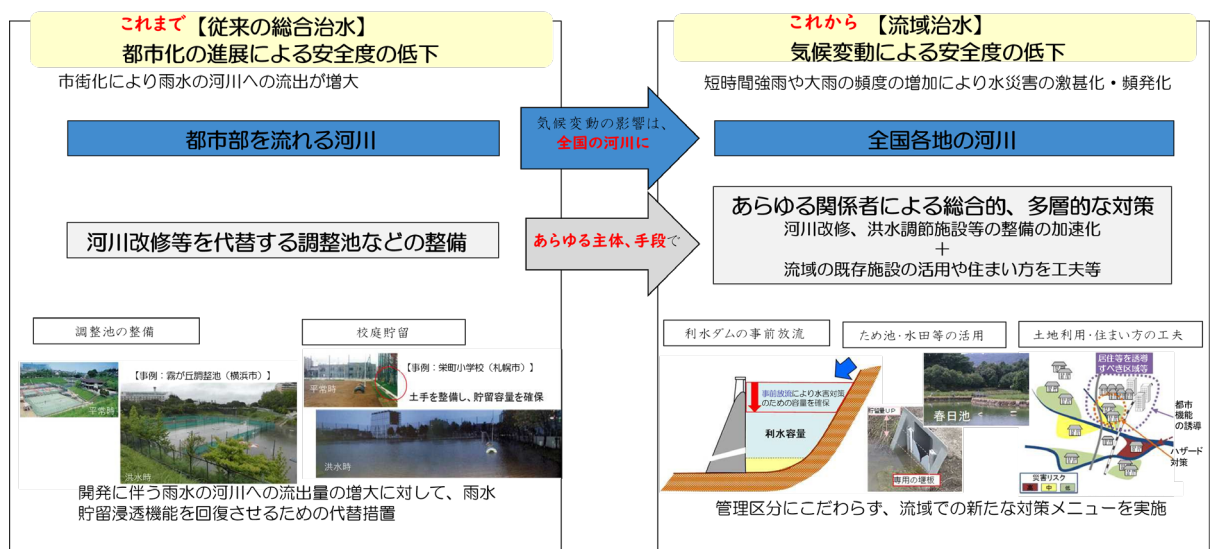 これまで【従来の総合治水】
都市化の進展による安全度の低下
市街化により雨水の河川への流出が増大
都市部を流れる河川
河川改修等を代替する調整池などの整備
調整池の整備
平常時
【事例：霧が丘調整池（横浜市）】
洪水時
校庭貯留
平常時
【事例：栄町小学校（札幌市）】
土手を整備し、貯留容量を確保
洪水時
開発に伴う雨水の河川への流出量の増大に対して、雨水
貯留浸透機能を回復させるための代替措置
気候変動の影響は、
全国の河川に
あらゆる主体、手段で
これから【流域治水】
気候変動による安全度の低下
短時間強雨や大雨の頻度の増加により水災害の激甚化・頻発化
全国各地の河川
あらゆる関係者による総合的、多層的な対策
河川改修、洪水調節施設等の整備の加速化
＋
流域の既存施設の活用や住まい方を工夫等
利水ダムの事前放流
事前放流により水害対策
のための容量を確保
利水容量
ため池・水田等の活用
春日池
貯留量UP
専用の堰板
土地利用・住まい方の工夫
居住等を誘導
すべき区域等
都市
機能
の誘導
ハザード
対策
災害リスク
高 中 低
管理区分にこだわらず、流域での新たな対策メニューを実施